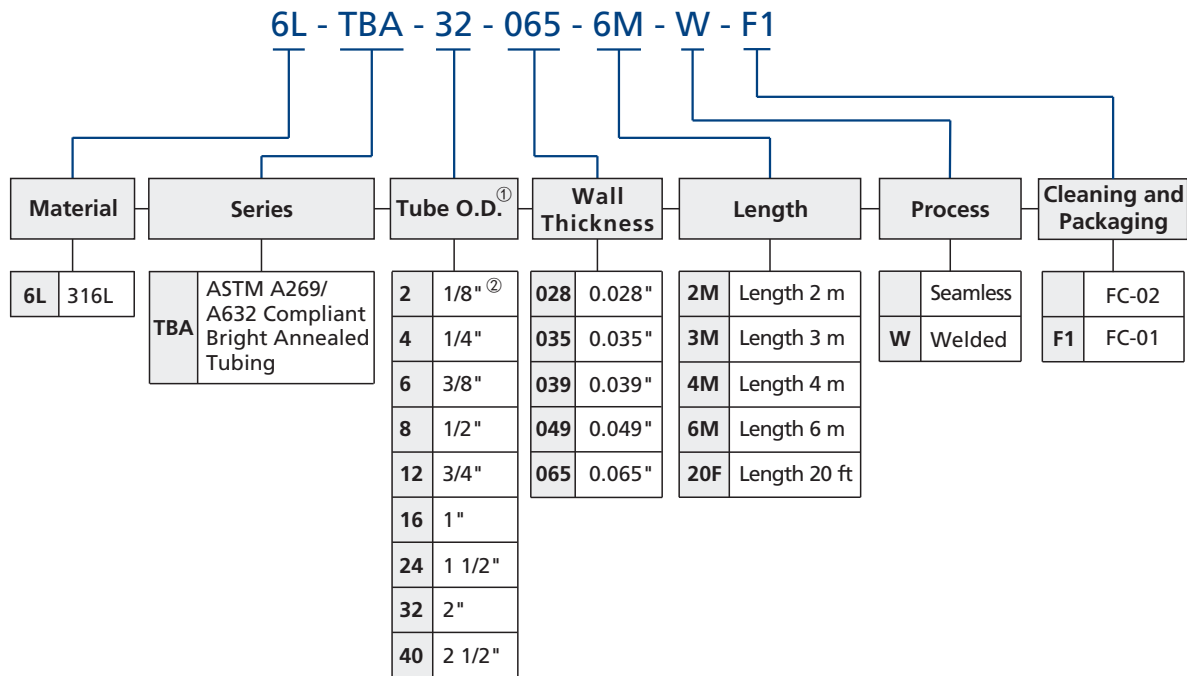 6L - TBA - 32 - 065 - 6M - W - F1
Material
6L 316L
Series
TBA
ASTM A269/
A632 Compliant
Bright Annealed
Tubing
Tube O.D.①
2 1/8" ②
4 1/4"
6 3/8"
8 1/2"
12 3/4"
16 1"
24 1 1/2"
32 2"
40 2 1/2"
Wall
Thickness
028 0.028"
035 0.035"
039 0.039"
049 0.049"
065 0.065"
Length
2M Length 2 m
3M Length 3 m
4M Length 4 m
6M Length 6 m
20F Length 20 ft
Process
Seamless
W Welded
Cleaning and
Packaging
FC-02
F1 FC-01